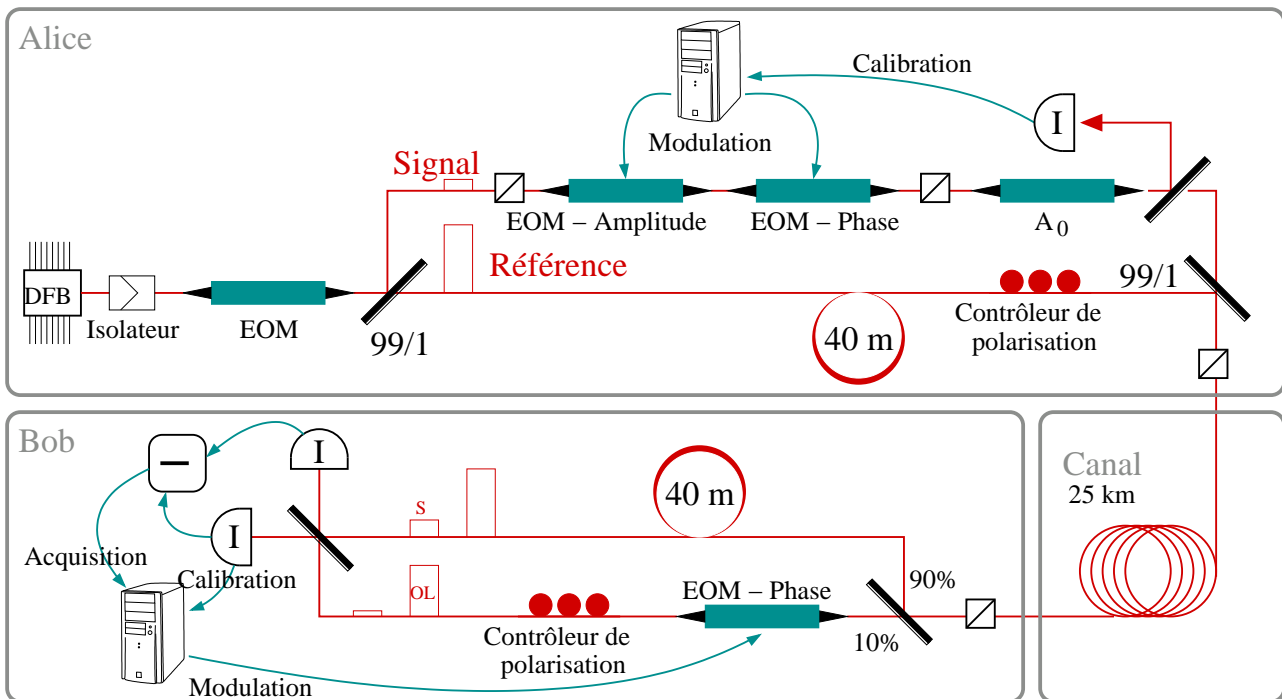 Alice
Calibration
I
Modulation
Signal
EOM – Amplitude
EOM – Phase
A0
DFB
Isolateur
EOM
Référence
99/1
99/1
40 m
Contrôleur de
polarisation
Bob
I
S
40 m
Canal
25 km
I
Acquisition
Calibration
OL
EOM – Phase
90%
10%
Contrôleur de
polarisation
Modulation